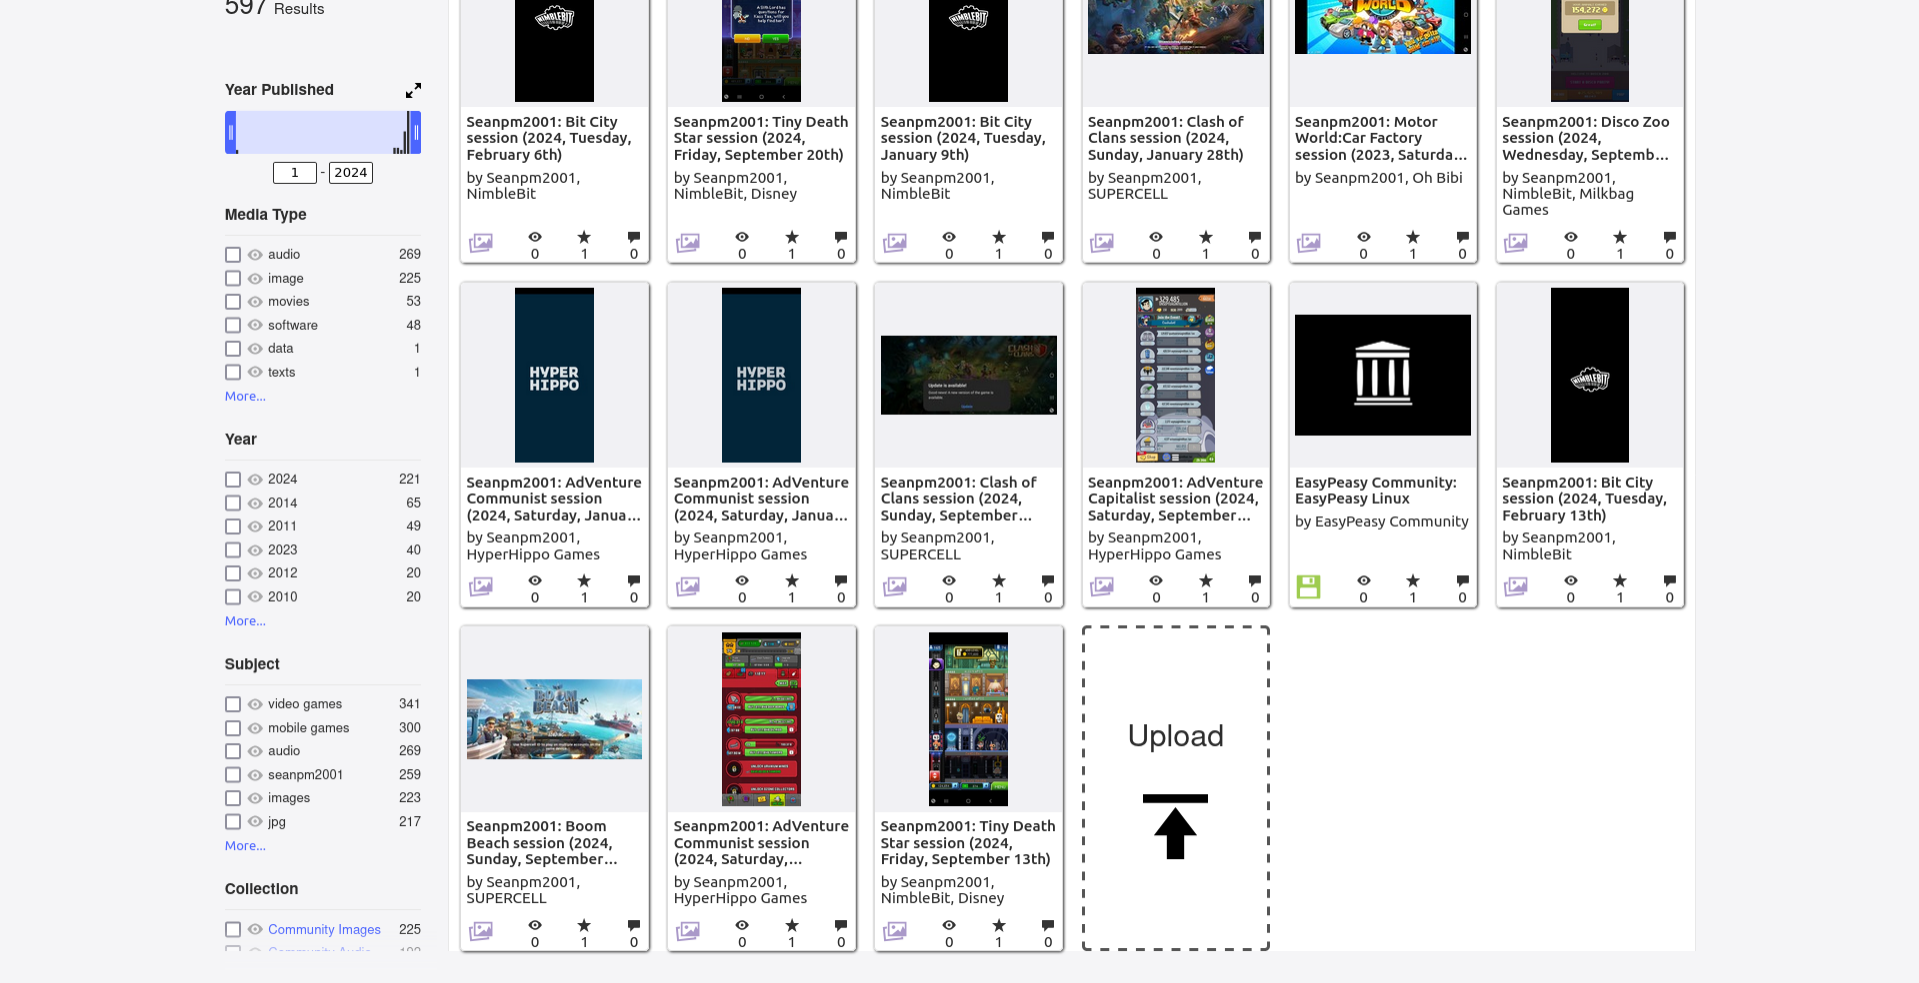 597 Results
Year Published
1 - 2024
Media Type
audio 269
image 225
movies 53
software 48
data 1
texts 1
More...
Year
2024 221
2014 65
2011 49
2023 40
2012 20
2010 20
More...
Subject
video games 341
mobile games 300
audio 269
seanpm2001 259
images 223
jpg 217
More...
Collection
Community Images 225
NIMBLEBIT
Seanpm2001: Bit City
session (2024, Tuesday,
February 6th)
by Seanpm2001,
NimbleBit
0 1 0
Seanpm2001: Tiny Death
Star session (2024,
Friday, September 20th)
by Seanpm2001,
NimbleBit, Disney
0 1 0
NIMBLEBIT
Seanpm2001: Bit City
session (2024, Tuesday,
January 9th)
by Seanpm2001,
NimbleBit
0 1 0
Seanpm2001: Clash of
Clans session (2024,
Sunday, January 28th)
by Seanpm2001,
SUPERCELL
0 1 0
WORLD
Seanpm2001: Motor
World:Car Factory
session (2023, Saturda...
by Seanpm2001, Oh Bibi
0 1 0
154,272
Seanpm2001: Disco Zoo
session (2024,
Wednesday, Septemb...
by Seanpm2001,
NimbleBit, Milkbag
Games
0 1 0
HYPER
HIPPO
Seanpm2001: AdVenture
Communist session
(2024, Saturday, Janua...
by Seanpm2001,
HyperHippo Games
0 1 0
HYPER
HIPPO
Seanpm2001: AdVenture
Communist session
(2024, Saturday, Janua...
by Seanpm2001,
HyperHippo Games
0 1 0
Update is available!
Update
Seanpm2001: Clash of
Clans session (2024,
Sunday, September...
by Seanpm2001,
SUPERCELL
0 1 0
329,485
Seanpm2001: AdVenture
Capitalist session (2024,
Saturday, September...
by Seanpm2001,
HyperHippo Games
0 1 0
EasyPeasy Community:
EasyPeasy Linux
by EasyPeasy Community
0 1 0
NIMBLEBIT
Seanpm2001: Bit City
session (2024, Tuesday,
February 13th)
by Seanpm2001,
NimbleBit
0 1 0
BOOM
BEACH
Seanpm2001: Boom
Beach session (2024,
Sunday, September...
by Seanpm2001,
SUPERCELL
0 1 0
Seanpm2001: AdVenture
Communist session
(2024, Saturday,...
by Seanpm2001,
HyperHippo Games
0 1 0
Seanpm2001: Tiny Death
Star session (2024,
Friday, September 13th)
by Seanpm2001,
NimbleBit, Disney
0 1 0
Upload